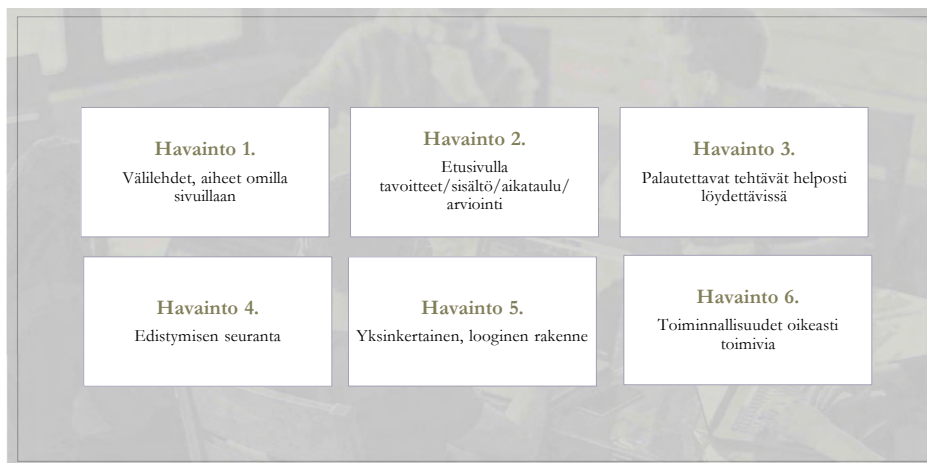 Havainto 1.
Välilehdet, aiheet omilla
sivuillaan
Havainto 2.
Etusivulla
tavoitteet/sisältö/aikataulu/
arviointi
Havainto 3.
Palautettavat tehtävät helposti
löydettävissä
Havainto 4.
Edistymisen seuranta
Havainto 5.
Yksinkertainen, looginen rakenne
Havainto 6.
Toiminnallisuudet oikeasti
toimivia